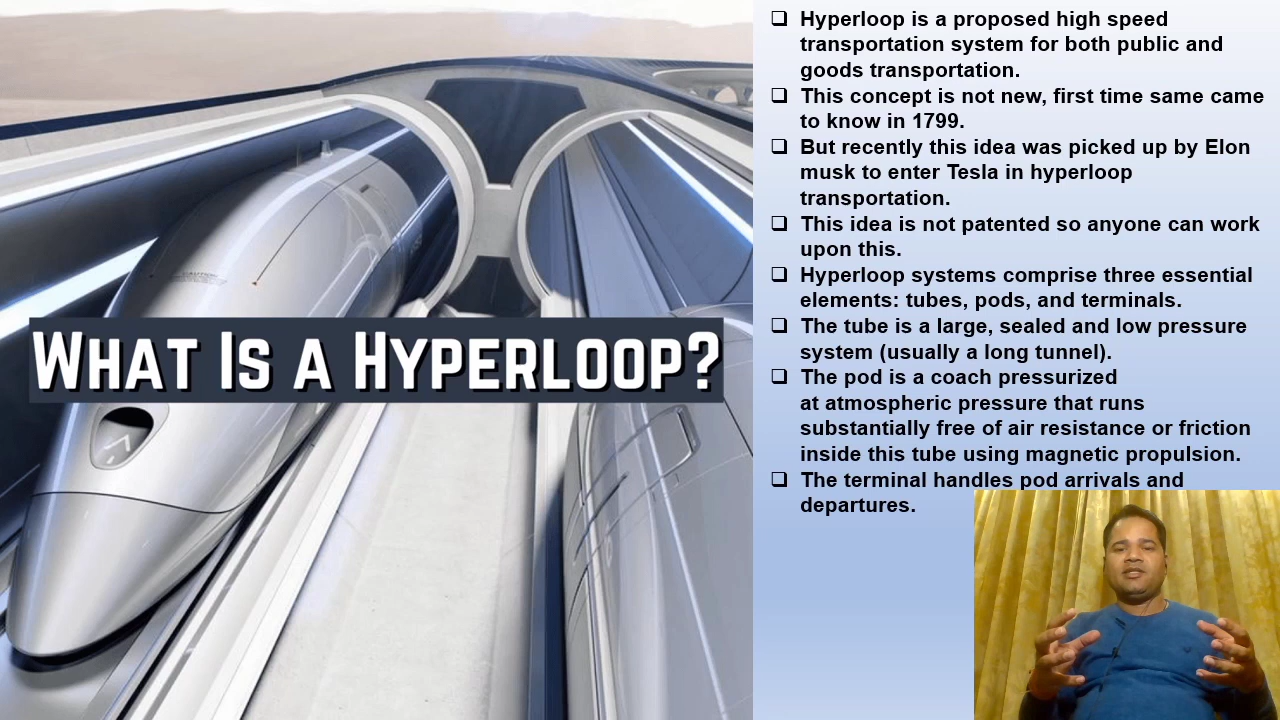 What Is a Hyperloop?
❑ Hyperloop is a proposed high speed
transportation system for both public and
goods transportation.
❑ This concept is not new, first time same came
to know in 1799.
❑ But recently this idea was picked up by Elon
musk to enter Tesla in hyperloop
transportation.
❑ This idea is not patented so anyone can work
upon this.
❑ Hyperloop systems comprise three essential
elements: tubes, pods, and terminals.
❑ The tube is a large, sealed and low pressure
system (usually a long tunnel).
❑ The pod is a coach pressurized
at atmospheric pressure that runs
substantially free of air resistance or friction
inside this tube using magnetic propulsion.
❑ The terminal handles pod arrivals and
departures.